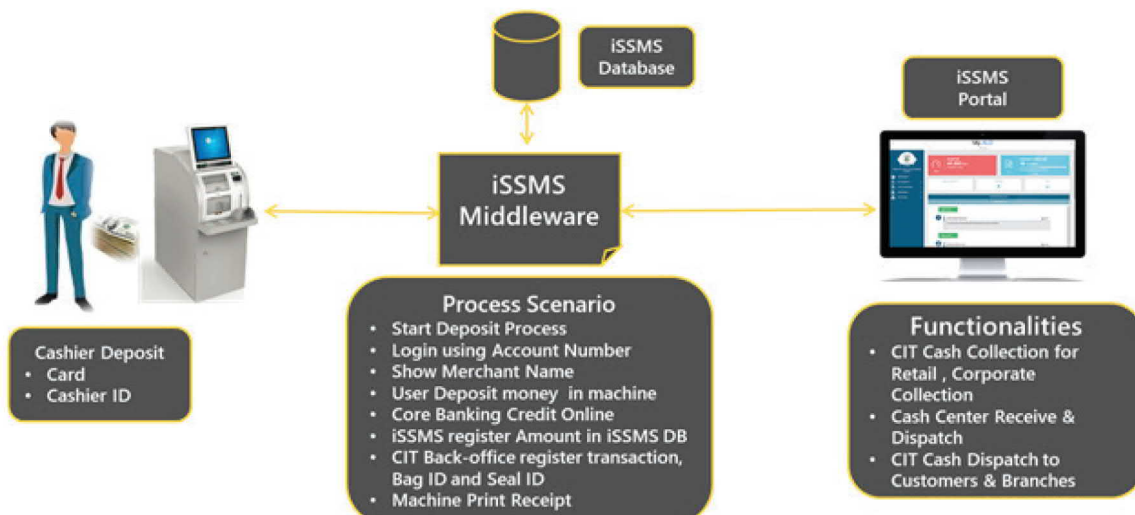 iSSMS
Database
iSSMS
Portal
iSSMS
Middleware
Cashier Deposit
• Card
• Cashier ID
Process Scenario
• Start Deposit Process
• Login using Account Number
• Show Merchant Name
• User Deposit money in machine
• Core Banking Credit Online
• iSSMS register Amount in iSSMS DB
• CIT Back-office register transaction,
Bag ID and Seal ID
• Machine Print Receipt
Functionalities
• CIT Cash Collection for
Retail , Corporate
Collection
• Cash Center Receive &
Dispatch
• CIT Cash Dispatch to
Customers & Branches